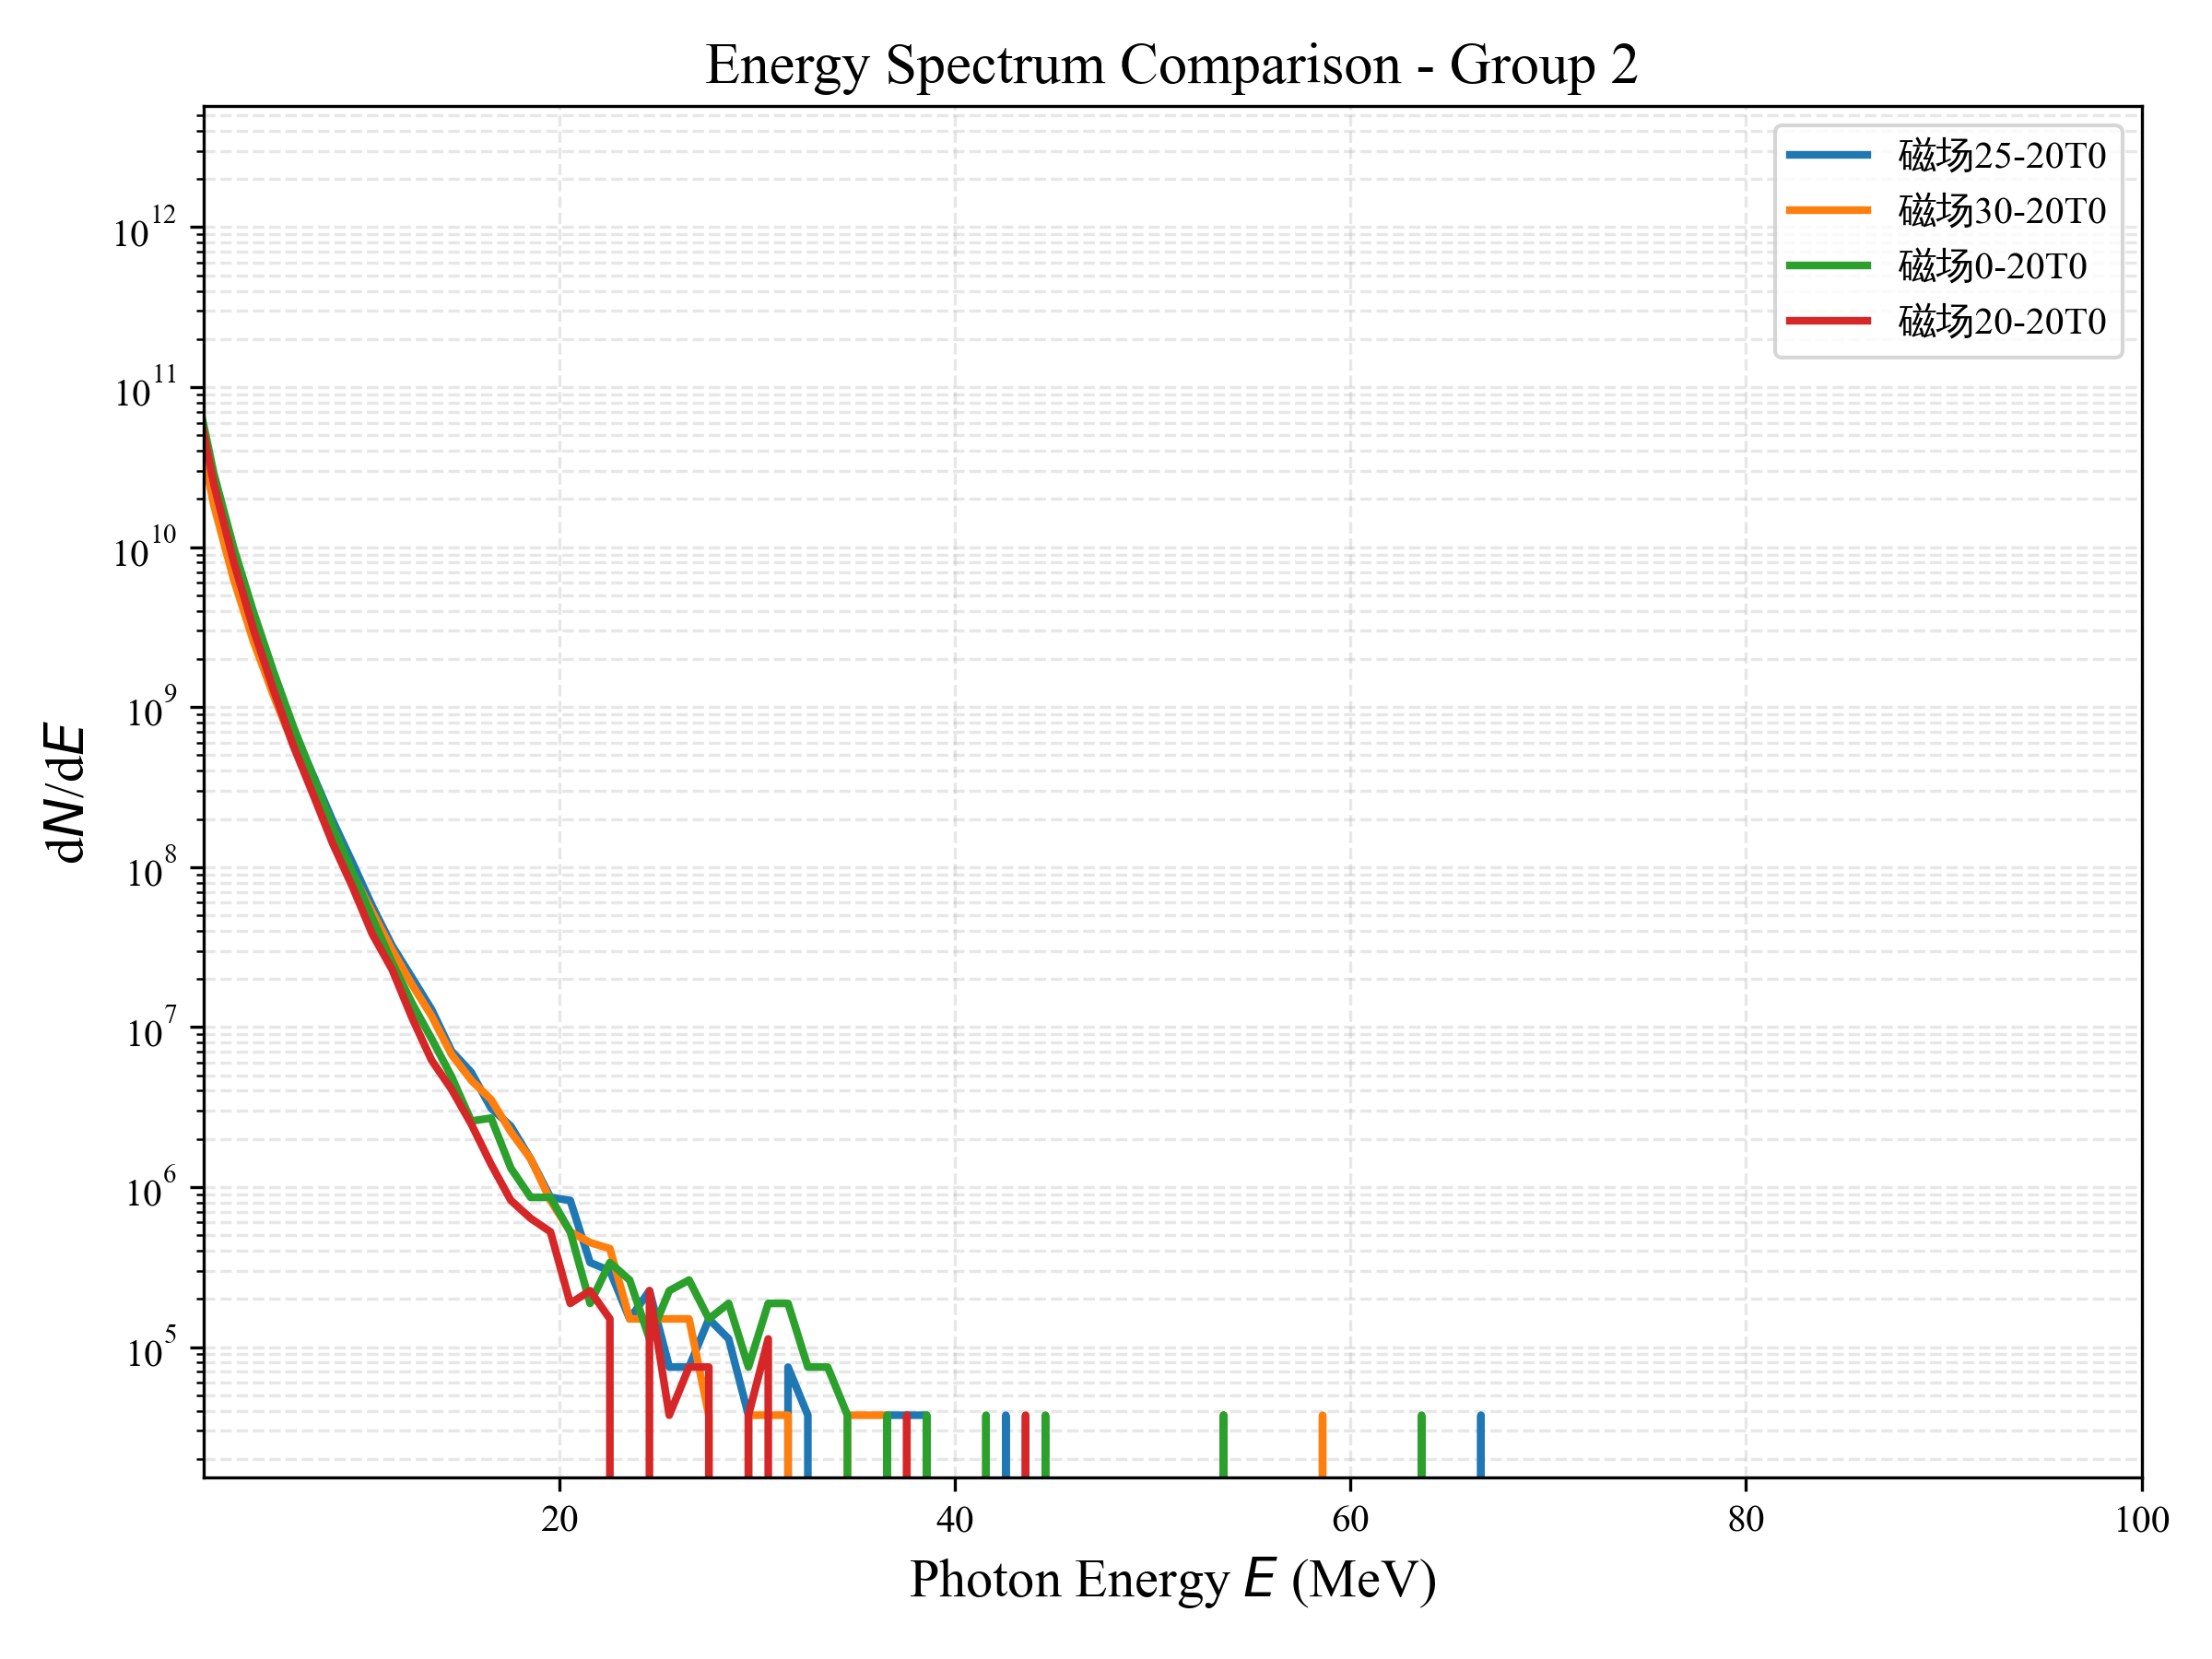 Energy Spectrum Comparison - Group 2
磁场25-20T0
磁场30-20T0
磁场0-20T0
磁场20-20T0
10^12
10^11
10^10
10^9
10^8
10^7
10^6
10^5
dN/dE
20 40 60 80 100
Photon Energy E (MeV)